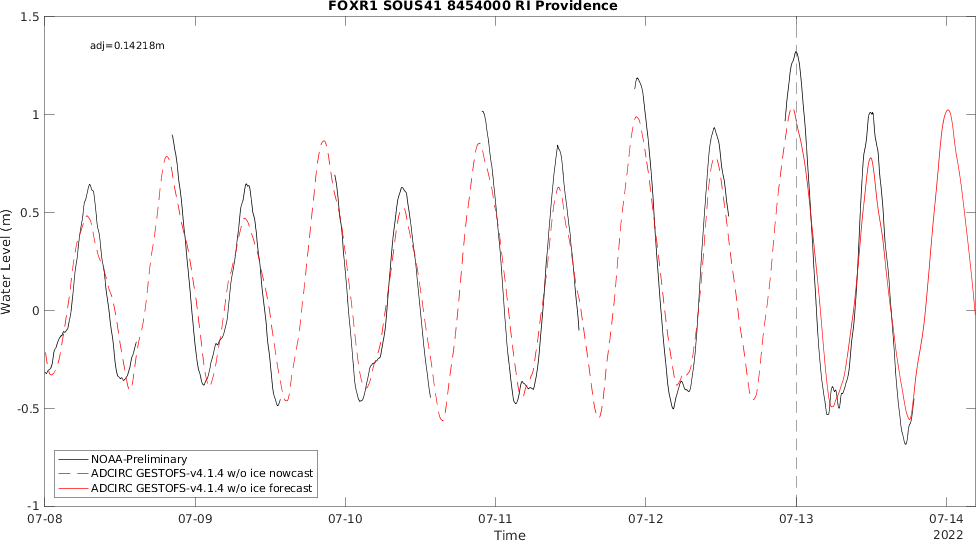 FOXR1 SOUS41 8454000 RI Providence
adj=0.14218m
1.5
1
0.5
0
-0.5
-1
Water Level (m)
NOAA-Preliminary
ADCIRC GESTOFS-v4.1.4 w/o ice nowcast
ADCIRC GESTOFS-v4.1.4 w/o ice forecast
07-08 07-09 07-10 07-11 07-12 07-13 07-14
Time
2022